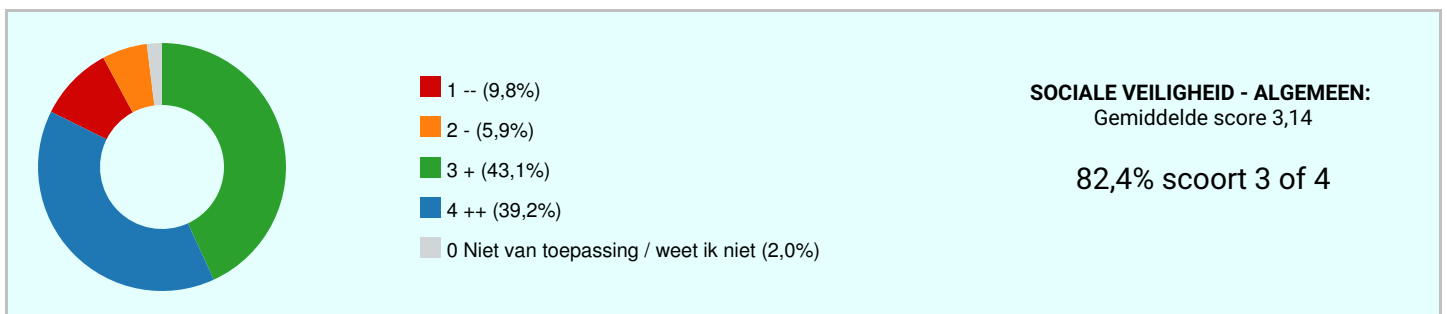 1 -- (9,8%)
2 - (5,9%)
3 + (43,1%)
4 ++ (39,2%)
0 Niet van toepassing / weet ik niet (2,0%)
SOCIALE VEILIGHEID - ALGEMEEN:
Gemiddelde score 3,14
82,4% scoort 3 of 4